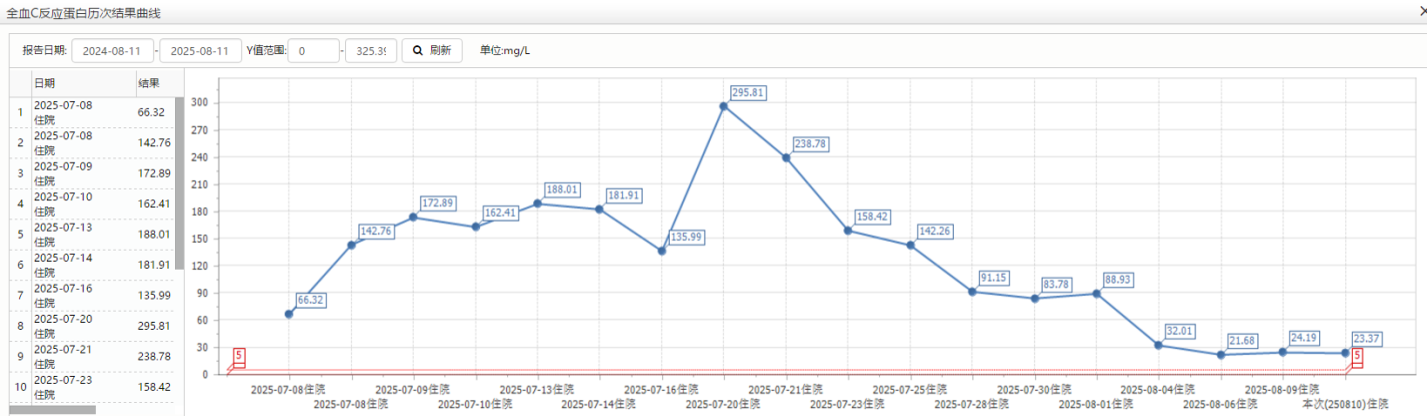 全血C反应蛋白历次结果曲线
报告日期: 2024-08-11 - 2025-08-11 Y值范围: 0 - 325.39 刷新 单位:mg/L
日期 结果
1 2025-07-08 住院 66.32
2 2025-07-08 住院 142.76
3 2025-07-09 住院 172.89
4 2025-07-10 住院 162.41
5 2025-07-13 住院 188.01
6 2025-07-14 住院 181.91
7 2025-07-16 住院 135.99
8 2025-07-20 住院 295.81
9 2025-07-21 住院 238.78
10 2025-07-23 住院 158.42
300
270
240
210
180
150
120
90
60
30
0
5
66.32
142.76
172.89
162.41
188.01
181.91
135.99
295.81
238.78
158.42
142.26
91.15
83.78
88.93
32.01
21.68
24.19
23.37
5
2025-07-08住院 2025-07-09住院 2025-07-13住院 2025-07-16住院 2025-07-21住院 2025-07-25住院 2025-07-30住院 2025-08-04住院 2025-08-09住院
2025-07-08住院 2025-07-10住院 2025-07-14住院 2025-07-20住院 2025-07-23住院 2025-07-28住院 2025-08-01住院 2025-08-06住院 本次(250810)住院